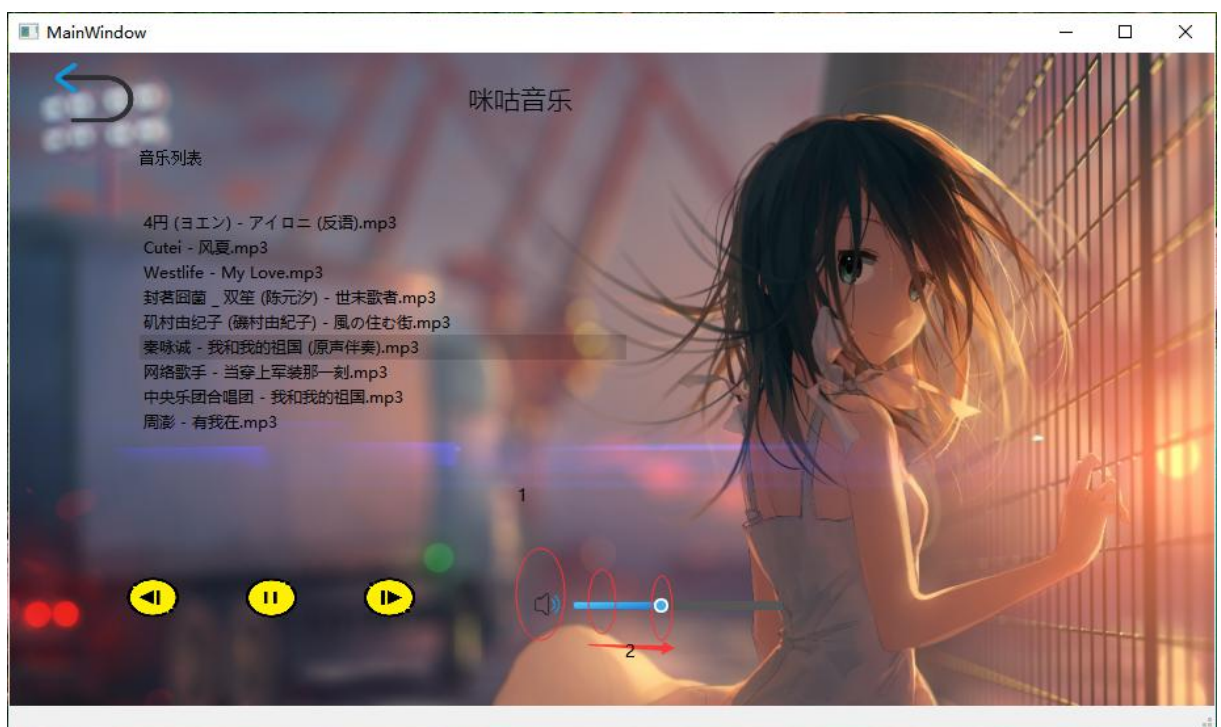 MainWindow
咪咕音乐
音乐列表
4円 (ヨエン) - アイロニ (反语).mp3
Cutei - 风夏.mp3
Westlife - My Love.mp3
封茗囧菌 _ 双笙 (陈元汐) - 世末歌者.mp3
矶村由纪子 (磯村由紀子) - 風の住む街.mp3
秦咏诚 - 我和我的祖国 (原声伴奏).mp3
网络歌手 - 当穿上军装那一刻.mp3
中央乐团合唱团 - 我和我的祖国.mp3
周澎 - 有我在.mp3
1
2